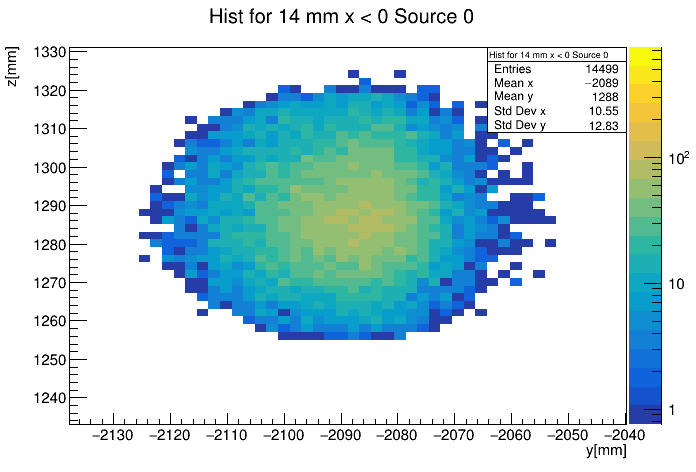 Hist for 14 mm x < 0 Source 0
z[mm]
1330
1320
1310
1300
1290
1280
1270
1260
1250
1240
Hist for 14 mm x < 0 Source 0
Entries 14499
Mean x −2089
Mean y 1288
Std Dev x 10.55
Std Dev y 12.83
10²
10
1
−2130 −2120 −2110 −2100 −2090 −2080 −2070 −2060 −2050 −2040
y[mm]